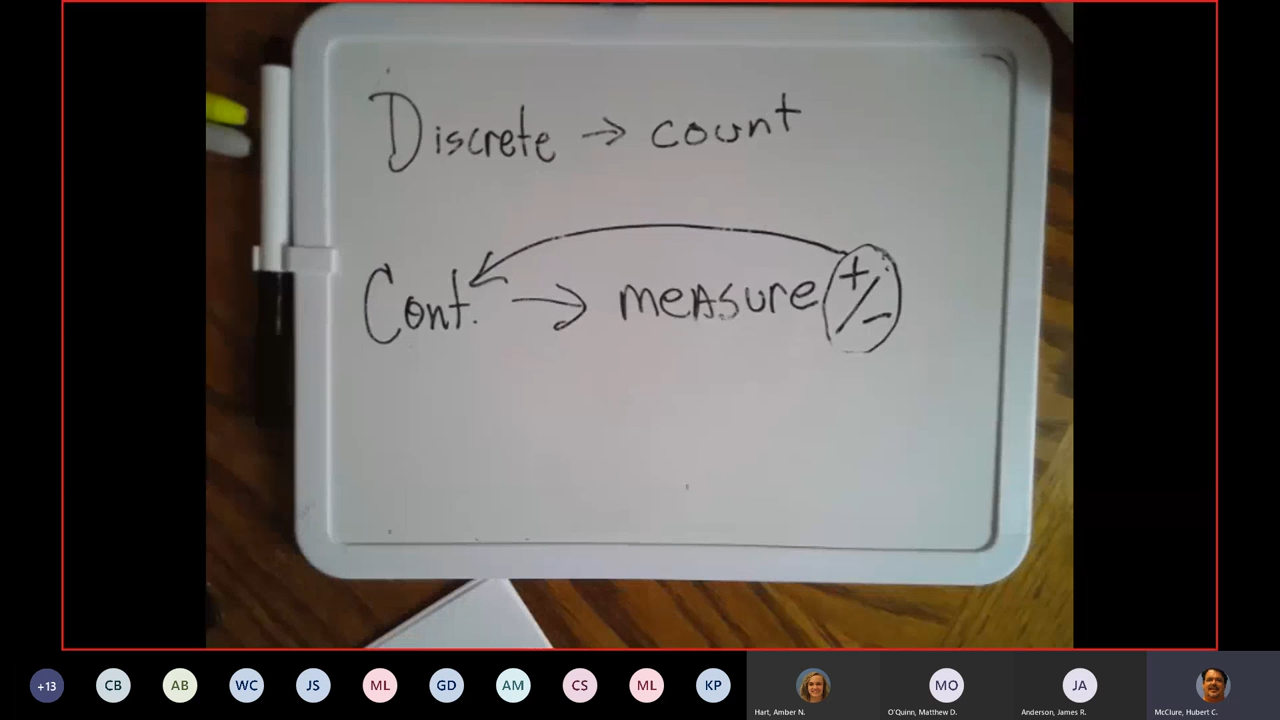 Discrete → count
Cont. → measure +/-
+13
CB
AB
WC
JS
ML
GD
AM
CS
ML
KP
MO
JA
Hart, Amber N.
O'Quinn, Matthew D.
Anderson, James R.
McClure, Hubert C.